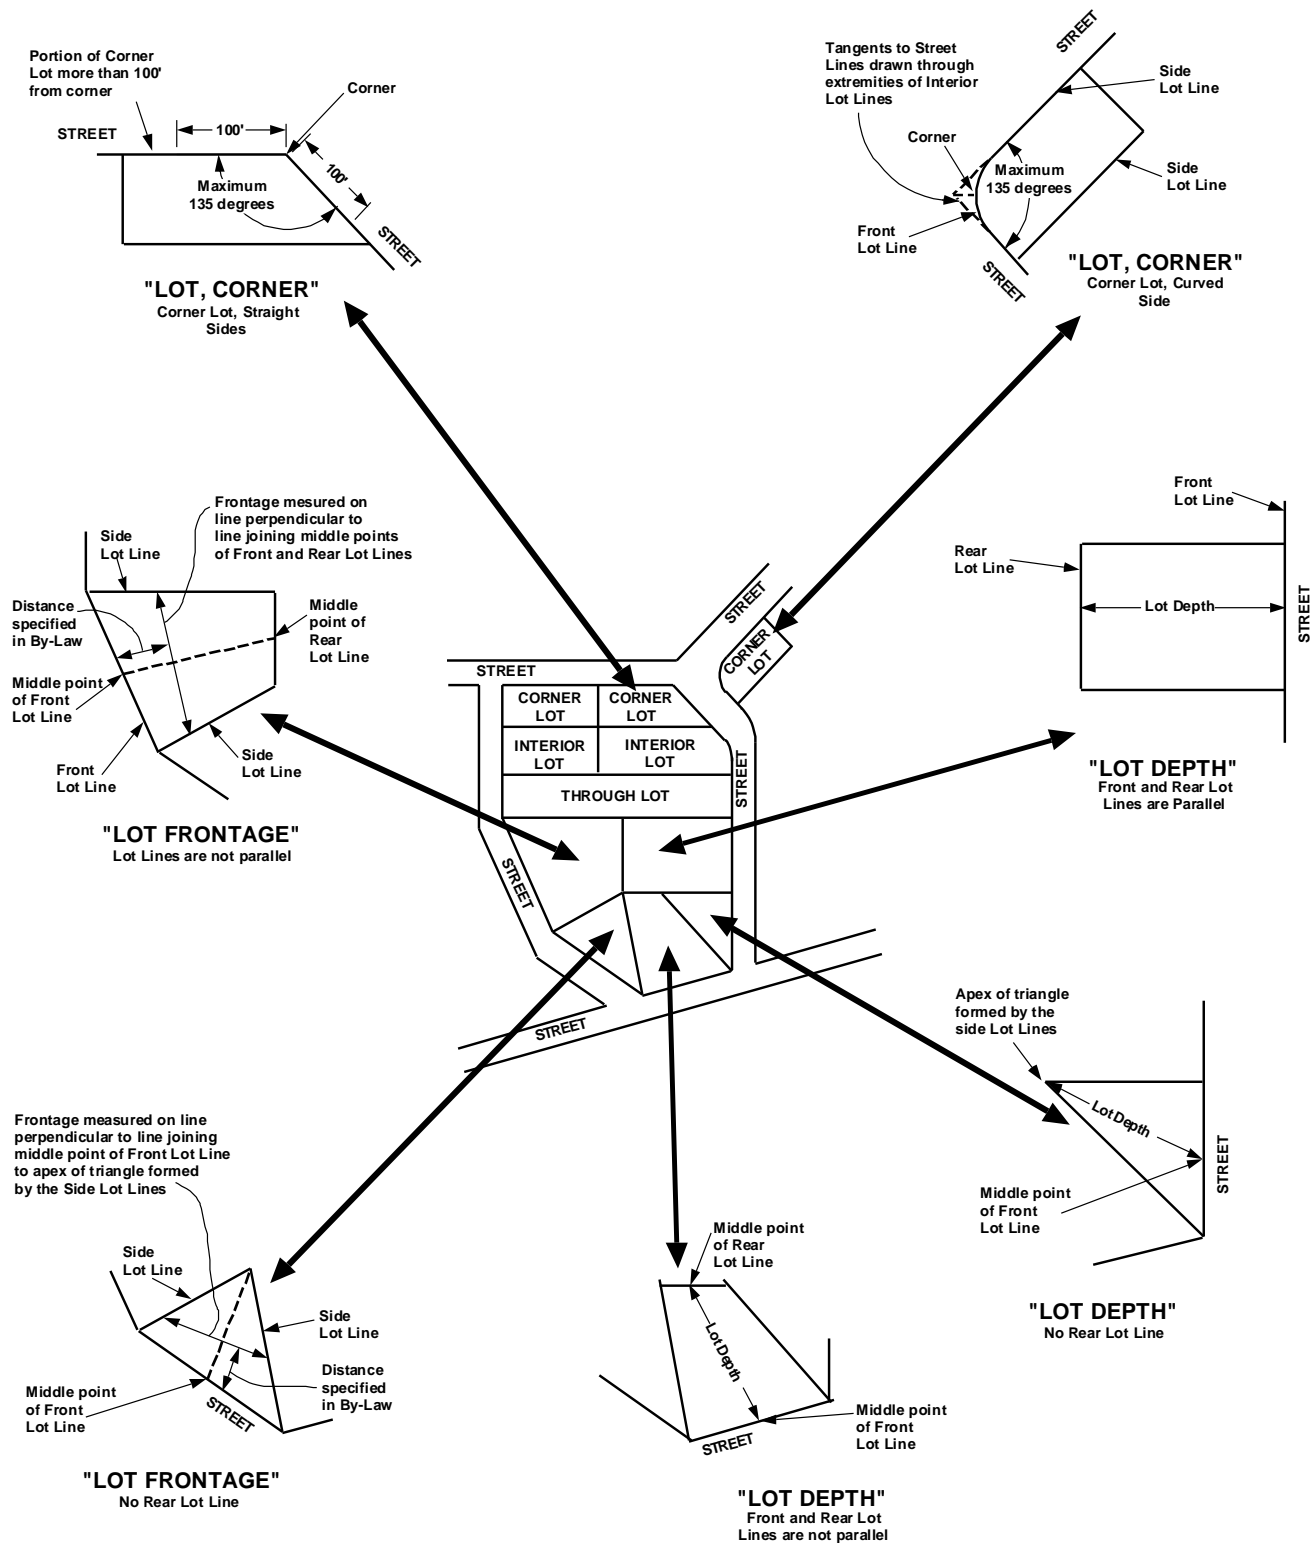 Portion of Corner
Lot more than 100'
from corner
Corner
STREET
100'
100'
Maximum
135 degrees
STREET
"LOT, CORNER"
Corner Lot, Straight
Sides
STREET
Tangents to Street
Lines drawn through
extremities of Interior
Lot Lines
Side
Lot Line
Corner
Maximum
135 degrees
Side
Lot Line
Front
Lot Line
STREET
"LOT, CORNER"
Corner Lot, Curved
Side
Frontage mesured on
line perpendicular to
line joining middle points
of Front and Rear Lot Lines
Side
Lot Line
Distance
specified
in By-Law
Middle
point of
Rear
Lot Line
Middle point
of Front
Lot Line
Side
Lot Line
Front
Lot Line
"LOT FRONTAGE"
Lot Lines are not parallel
Front
Lot Line
Rear
Lot Line
Lot Depth
STREET
"LOT DEPTH"
Front and Rear Lot
Lines are Parallel
STREET
CORNER
LOT
STREET
CORNER
LOT
CORNER
LOT
INTERIOR
LOT
INTERIOR
LOT
STREET
THROUGH LOT
STREET
STREET
Apex of triangle
formed by the
side Lot Lines
Lot Depth
STREET
Middle point
of Front
Lot Line
"LOT DEPTH"
No Rear Lot Line
Frontage measured on line
perpendicular to line joining
middle point of Front Lot Line
to apex of triangle formed
by the Side Lot Lines
Side
Lot Line
Side
Lot Line
Distance
specified
in By-Law
Middle point
of Front
Lot Line
STREET
"LOT FRONTAGE"
No Rear Lot Line
Middle point
of Rear
Lot Line
Lot Depth
Middle point
of Front
Lot Line
STREET
"LOT DEPTH"
Front and Rear Lot
Lines are not parallel